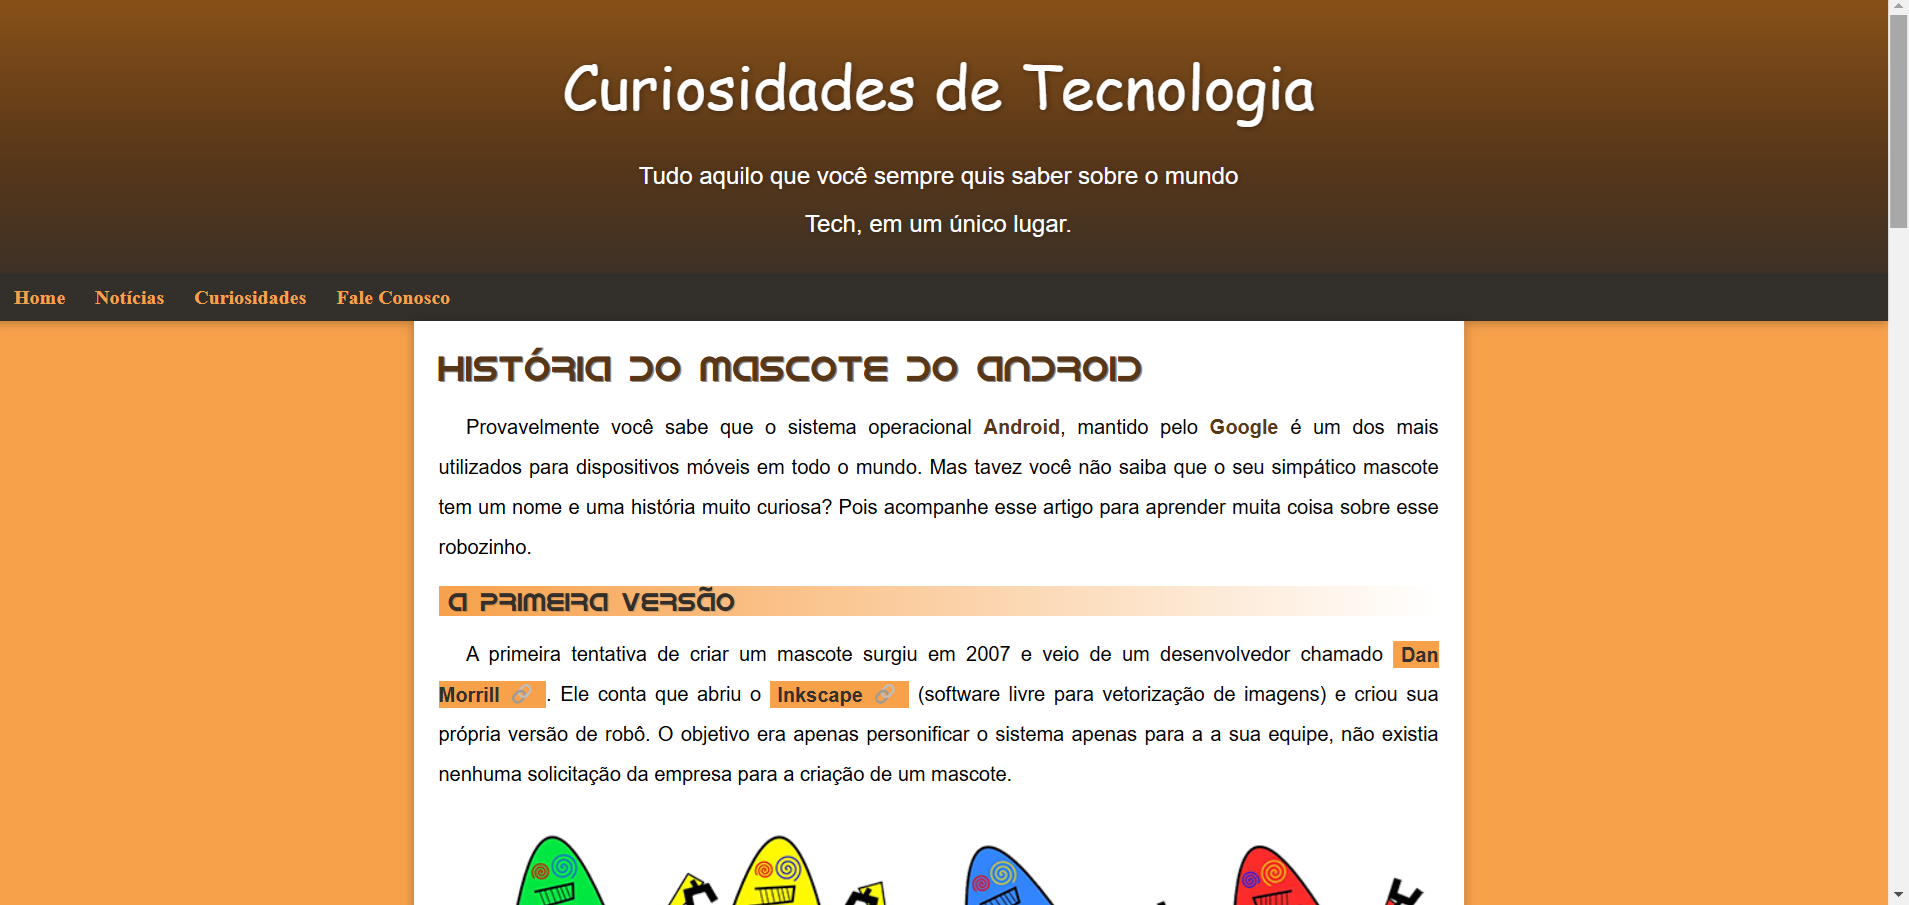 Curiosidades de Tecnologia
Tudo aquilo que você sempre quis saber sobre o mundo
Tech, em um único lugar.
Home Notícias Curiosidades Fale Conosco
História do Mascote do Android
Provavelmente você sabe que o sistema operacional Android, mantido pelo Google é um dos mais
utilizados para dispositivos móveis em todo o mundo. Mas tavez você não saiba que o seu simpático mascote
tem um nome e uma história muito curiosa? Pois acompanhe esse artigo para aprender muita coisa sobre esse
robozinho.
A primeira versão
A primeira tentativa de criar um mascote surgiu em 2007 e veio de um desenvolvedor chamado Dan
Morrill 🔗. Ele conta que abriu o Inkscape 🔗 (software livre para vetorização de imagens) e criou sua
própria versão de robô. O objetivo era apenas personificar o sistema apenas para a a sua equipe, não existia
nenhuma solicitação da empresa para a criação de um mascote.